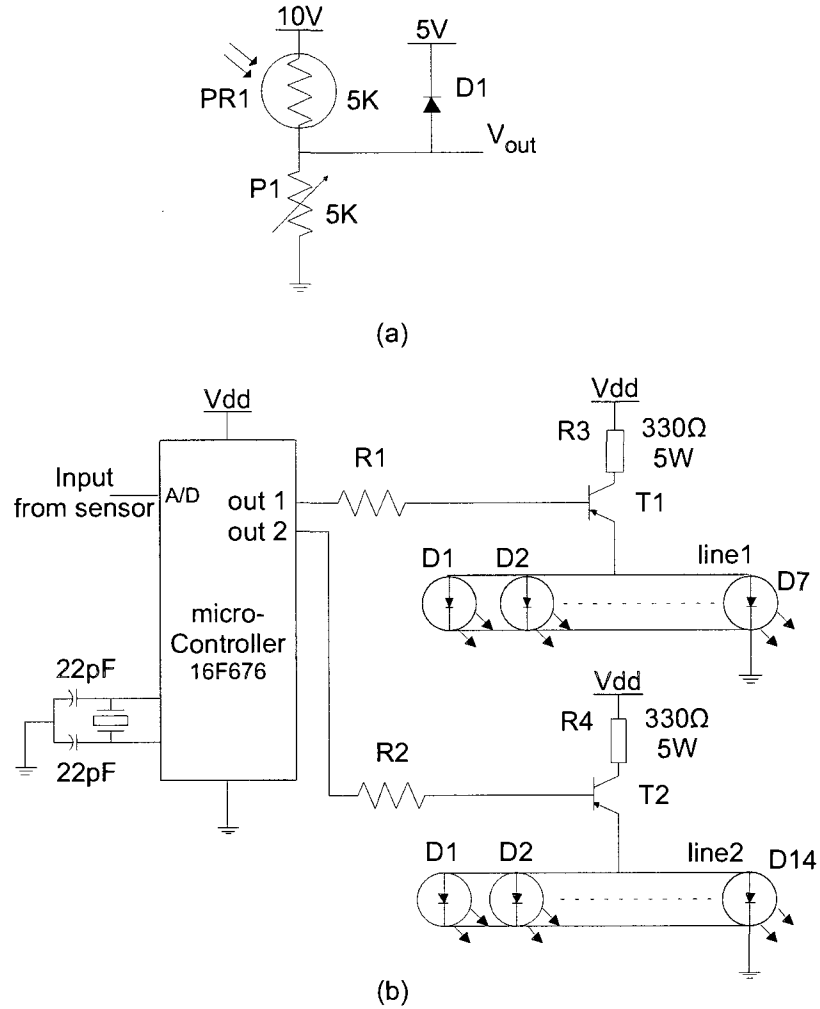 10V
5V
PR1
5K
D1
Vout
P1
5K
(a)
Vdd
Input
from sensor
A/D
out 1
out 2
micro-
Controller
16F676
22pF
22pF
R1
Vdd
R3
330Ω
5W
T1
D1
D2
line1
D7
R2
Vdd
R4
330Ω
5W
T2
D1
D2
line2
D14
(b)